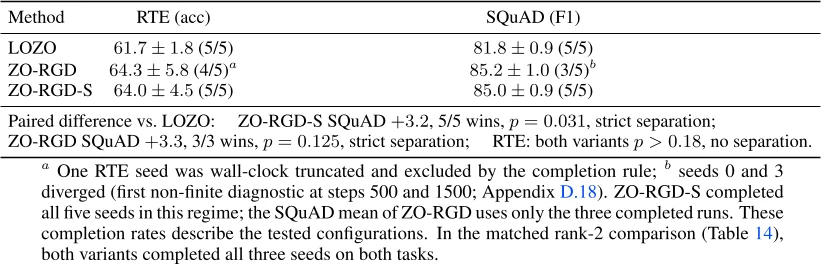 Method RTE (acc) SQuAD (F1)
LOZO 61.7 ± 1.8 (5/5) 81.8 ± 0.9 (5/5)
ZO-RGD 64.3 ± 5.8 (4/5)ᵃ 85.2 ± 1.0 (3/5)ᵇ
ZO-RGD-S 64.0 ± 4.5 (5/5) 85.0 ± 0.9 (5/5)
Paired difference vs. LOZO: ZO-RGD-S SQuAD +3.2, 5/5 wins, p = 0.031, strict separation;
ZO-RGD SQuAD +3.3, 3/3 wins, p = 0.125, strict separation; RTE: both variants p > 0.18, no separation.
ᵃ One RTE seed was wall-clock truncated and excluded by the completion rule; ᵇ seeds 0 and 3
diverged (first non-finite diagnostic at steps 500 and 1500; Appendix D.18). ZO-RGD-S completed
all five seeds in this regime; the SQuAD mean of ZO-RGD uses only the three completed runs. These
completion rates describe the tested configurations. In the matched rank-2 comparison (Table 14),
both variants completed all three seeds on both tasks.